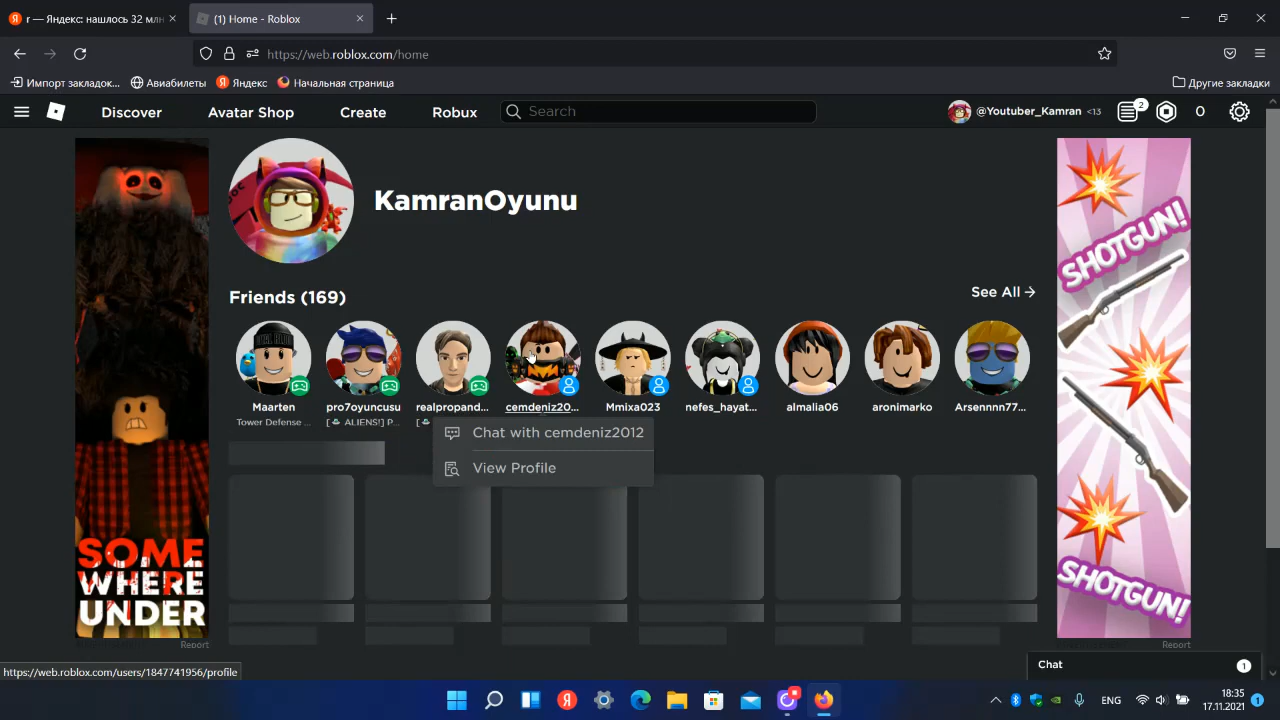 r — Яндекс: нашлось 32 млн
(1) Home - Roblox
https://web.roblox.com/home
Импорт закладок...
Авиабилеты
Яндекс
Начальная страница
Другие закладки
Discover
Avatar Shop
Create
Robux
Search
@Youtuber_Kamran <13
2
0
KamranOyunu
Friends (169)
See All
Maarten
pro7oyuncusu
realpropand...
cemdeniz20...
Mmixa023
nefes_hayat...
almalia06
aronimarko
Arsennnn77...
Tower Defense ...
[ ALIENS!] P...
Chat with cemdeniz2012
View Profile
SOME
WHERE
UNDER
Report
SHOTGUN!
SHOTGUN!
Report
Chat
1
https://web.roblox.com/users/1847741956/profile
ENG
18:35
17.11.2021
1